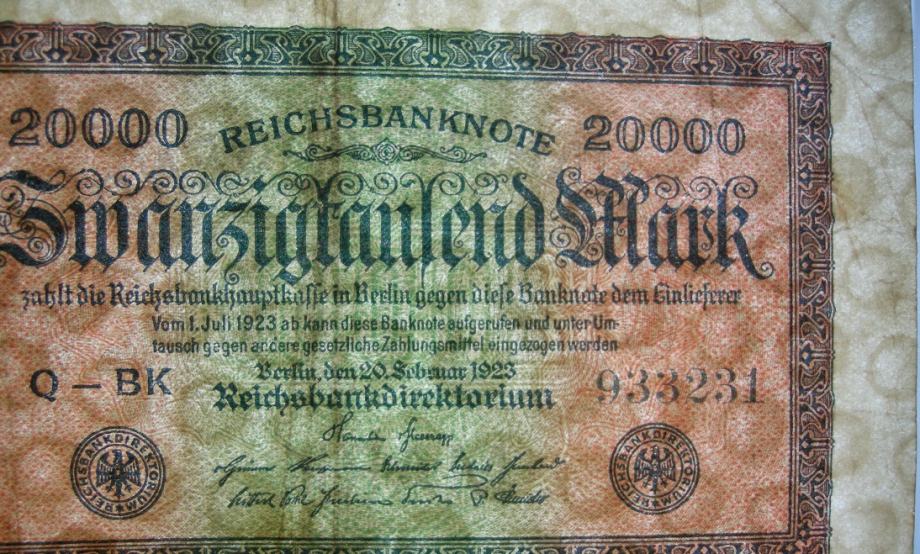 20000 REICHSBANKNOTE 20000
Zwanzigtausend Mark
zahlt die Reichsbankhauptkasse in Berlin gegen diese Banknote dem Einlieferer
Vom 1. Juli 1923 ab kann diese Banknote aufgerufen und unter Um-
tausch gegen andere gesetzliche Zahlungsmittel eingezogen werden
Berlin, den 20. Februar 1923
Q – BK Reichsbankdirektorium 933231
REICHSBANKDIREKTORIUM
REICHSBANKDIREKTORIUM